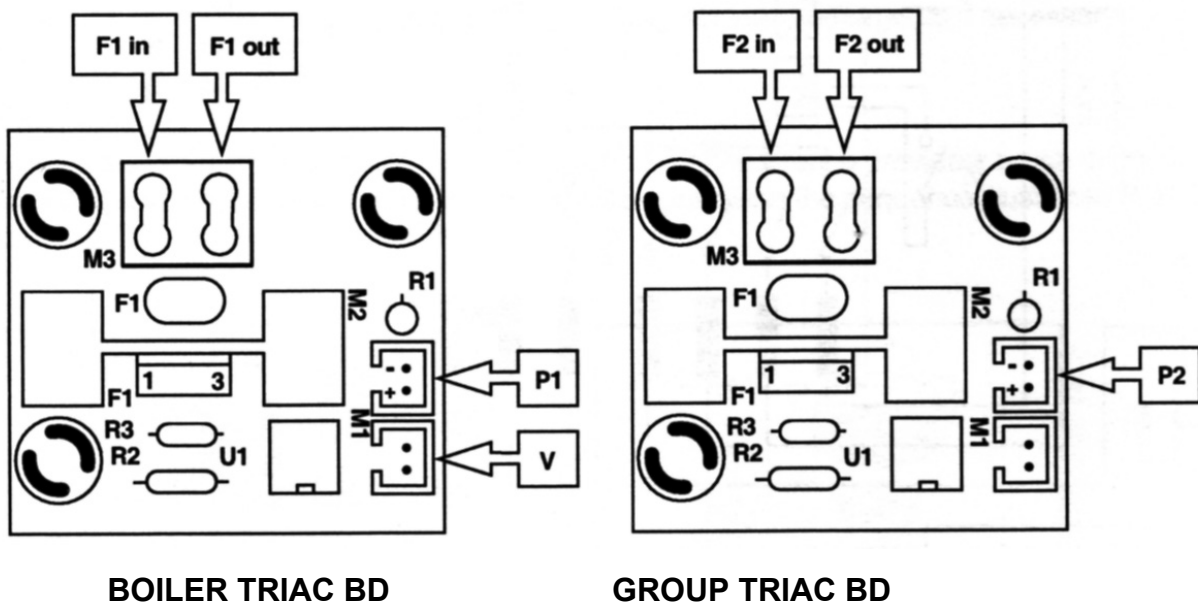 F1 in
F1 out
M3
F1
M2
R1
-
+
1
3
F1
P1
R3
R2
U1
M1
V
BOILER TRIAC BD
F2 in
F2 out
M3
F1
M2
R1
-
+
1
3
F1
P2
R3
R2
U1
M1
GROUP TRIAC BD